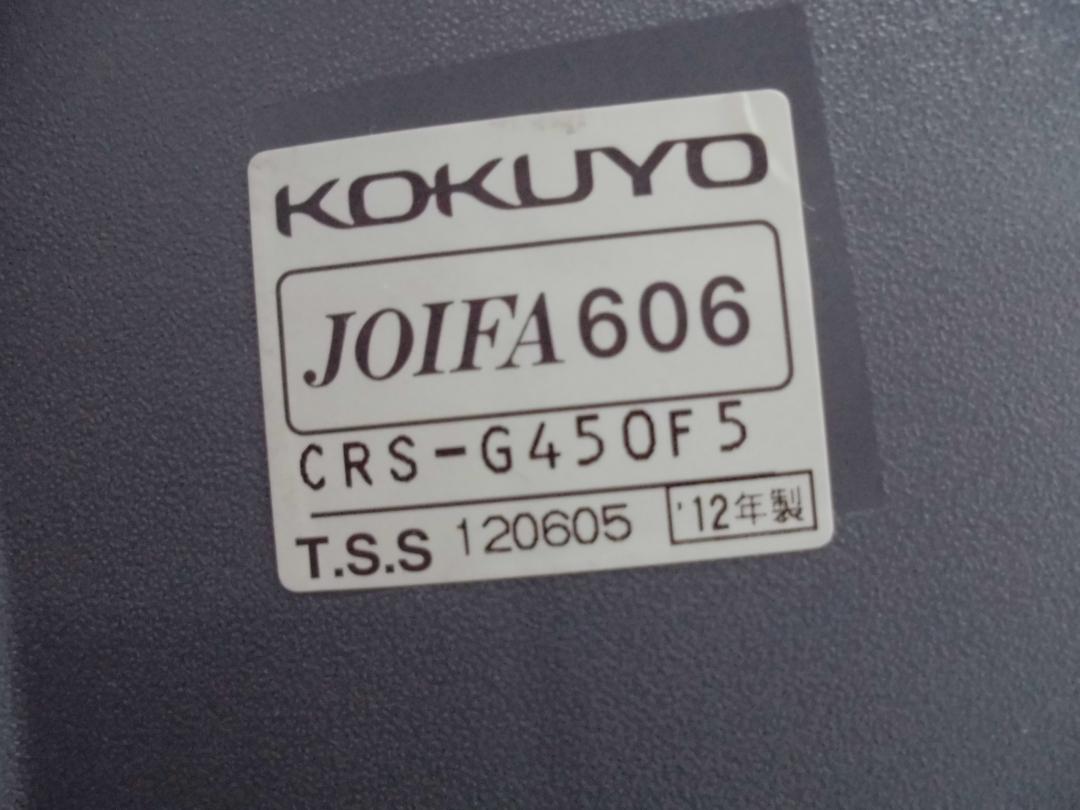 KOKUYO
JOIFA 606
CRS-G450F5
T.S.S 120605 '12年製